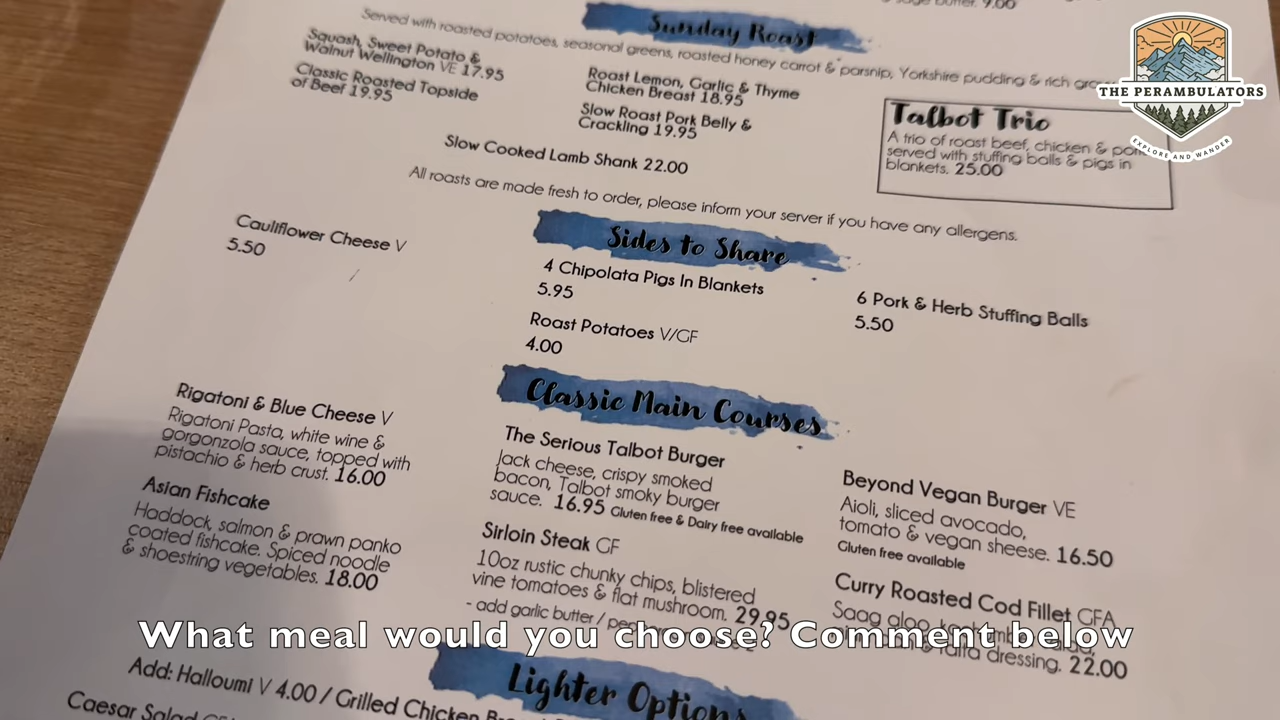 sage butter. 9.00
Sunday Roast
Served with roasted potatoes, seasonal greens, roasted honey carrot & parsnip, Yorkshire pudding & rich
Squash, Sweet Potato &
Walnut Wellington VE 17.95
Classic Roasted Topside
of Beef 19.95
Roast Lemon, Garlic & Thyme
Chicken Breast 18.95
Slow Roast Pork Belly &
Crackling 19.95
Slow Cooked Lamb Shank 22.00
Talbot Trio
A trio of roast beef, chicken & pork
served with stuffing balls & pigs in
blankets. 25.00
All roasts are made fresh to order, please inform your server if you have any allergens.
Sides to Share
Cauliflower Cheese V
5.50
4 Chipolata Pigs In Blankets
5.95
6 Pork & Herb Stuffing Balls
5.50
Roast Potatoes V/GF
4.00
Classic Main Courses
Rigatoni & Blue Cheese V
Rigatoni Pasta, white wine &
gorgonzola sauce, topped with
pistachio & herb crust. 16.00
Asian Fishcake
Haddock, salmon & prawn panko
coated fishcake. Spiced noodle
& shoestring vegetables. 18.00
The Serious Talbot Burger
Jack cheese, crispy smoked
bacon, Talbot smoky burger
sauce. 16.95 Gluten free & Dairy free available
Sirloin Steak GF
10oz rustic chunky chips, blistered
vine tomatoes & flat mushroom. 29.95
- add garlic butter /
Beyond Vegan Burger VE
Aioli, sliced avocado,
tomato & vegan sheese. 16.50
Gluten free available
Curry Roasted Cod Fillet GFA
Saag aloo,
& raita dressing. 22.00
Lighter Options
Add: Halloumi V 4.00 / Grilled Chicken
Caesar Salad
THE PERAMBULATORS
EXPLORE AND WANDER
What meal would you choose? Comment below